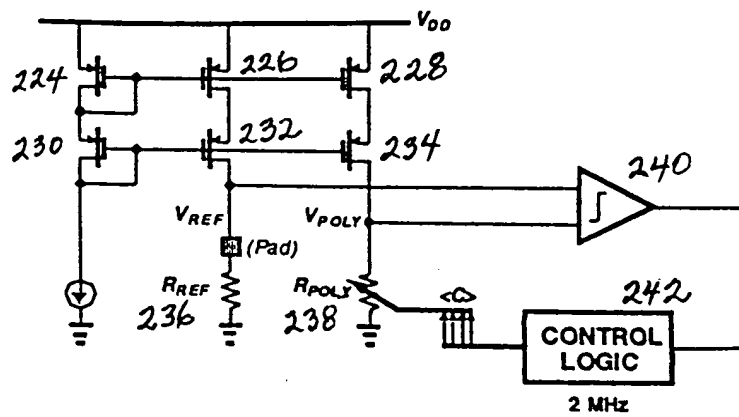 VDD
224
226
228
230
232
234
240
VREF
VPOLY
(Pad)
RREF
236
RPOLY
238
<C>
242
CONTROL
LOGIC
2 MHz